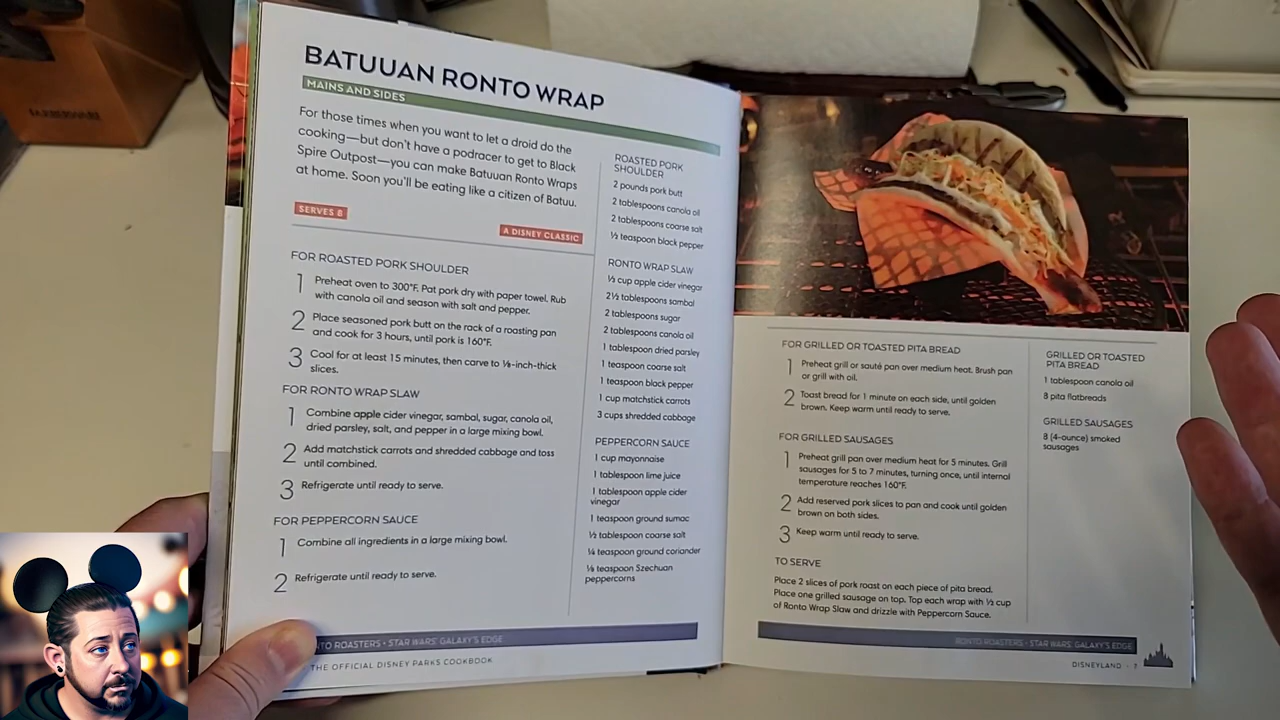 FARBERWARE
BATUUAN RONTO WRAP
MAINS AND SIDES
For those times when you want to let a droid do the
cooking—but don't have a podracer to get to Black
Spire Outpost—you can make Batuuan Ronto Wraps
at home. Soon you'll be eating like a citizen of Batuu.
SERVES 8
A DISNEY CLASSIC
FOR ROASTED PORK SHOULDER
1 Preheat oven to 300°F. Pat pork dry with paper towel. Rub
with canola oil and season with salt and pepper.
2 Place seasoned pork butt on the rack of a roasting pan
and cook for 3 hours, until pork is 160°F.
3 Cool for at least 15 minutes, then carve to ⅛-inch-thick
slices.
FOR RONTO WRAP SLAW
1 Combine apple cider vinegar, sambal, sugar, canola oil,
dried parsley, salt, and pepper in a large mixing bowl.
2 Add matchstick carrots and shredded cabbage and toss
until combined.
3 Refrigerate until ready to serve.
FOR PEPPERCORN SAUCE
1 Combine all ingredients in a large mixing bowl.
2 Refrigerate until ready to serve.
ROASTED PORK
SHOULDER
2 pounds pork butt
2 tablespoons canola oil
2 tablespoons coarse salt
½ teaspoon black pepper
RONTO WRAP SLAW
⅓ cup apple cider vinegar
2½ tablespoons sambal
2 tablespoons sugar
2 tablespoons canola oil
1 tablespoon dried parsley
1 teaspoon coarse salt
1 teaspoon black pepper
1 cup matchstick carrots
3 cups shredded cabbage
PEPPERCORN SAUCE
1 cup mayonnaise
1 tablespoon lime juice
1 tablespoon apple cider
vinegar
1 teaspoon ground sumac
½ tablespoon coarse salt
¼ teaspoon ground coriander
⅛ teaspoon Szechuan
peppercorns
ROASTERS • STAR WARS: GALAXY'S EDGE
THE OFFICIAL DISNEY PARKS COOKBOOK
FOR GRILLED OR TOASTED PITA BREAD
1 Preheat grill or sauté pan over medium heat. Brush pan
or grill with oil.
2 Toast bread for 1 minute on each side, until golden
brown. Keep warm until ready to serve.
FOR GRILLED SAUSAGES
1 Preheat grill pan over medium heat for 5 minutes. Grill
sausages for 5 to 7 minutes, turning once, until internal
temperature reaches 160°F.
2 Add reserved pork slices to pan and cook until golden
brown on both sides.
3 Keep warm until ready to serve.
TO SERVE
Place 2 slices of pork roast on each piece of pita bread.
Place one grilled sausage on top. Top each wrap with ½ cup
of Ronto Wrap Slaw and drizzle with Peppercorn Sauce.
GRILLED OR TOASTED
PITA BREAD
1 tablespoon canola oil
8 pita flatbreads
GRILLED SAUSAGES
8 (4-ounce) smoked
sausages
RONTO ROASTERS • STAR WARS: GALAXY'S EDGE
DISNEYLAND • 7